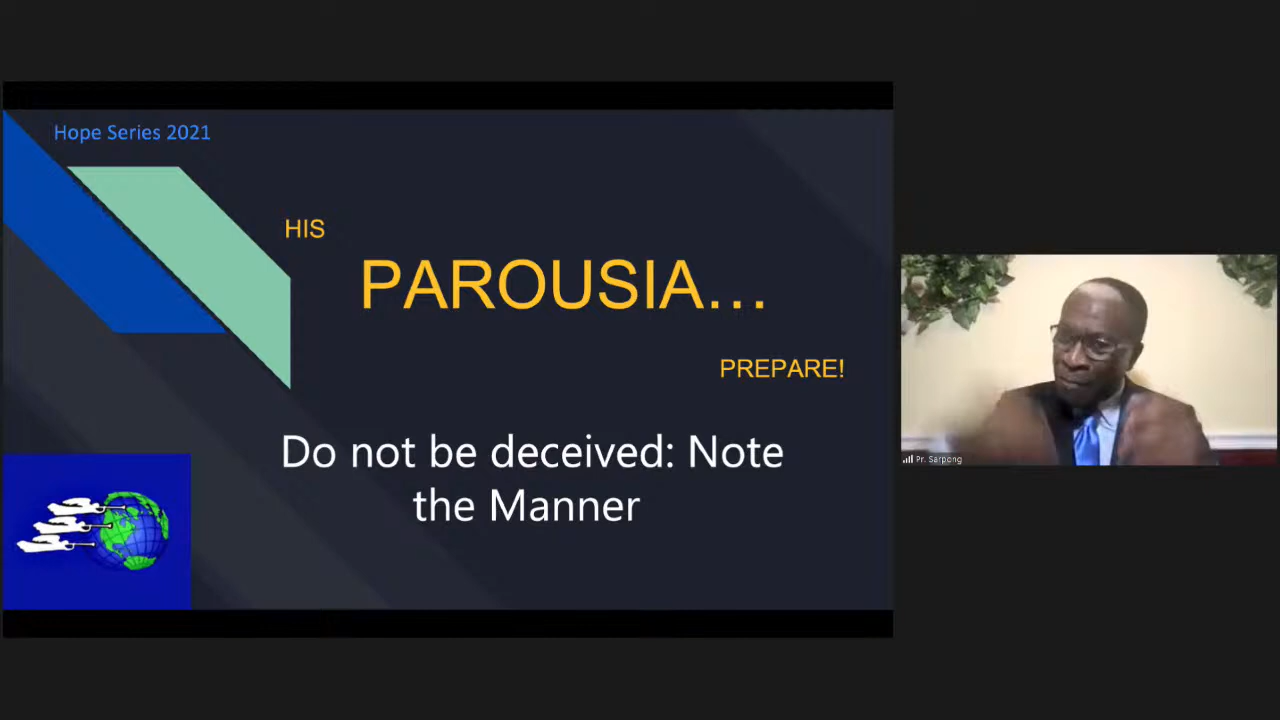 Hope Series 2021
HIS
PAROUSIA...
PREPARE!
Do not be deceived: Note
the Manner
Pr. Sarpong